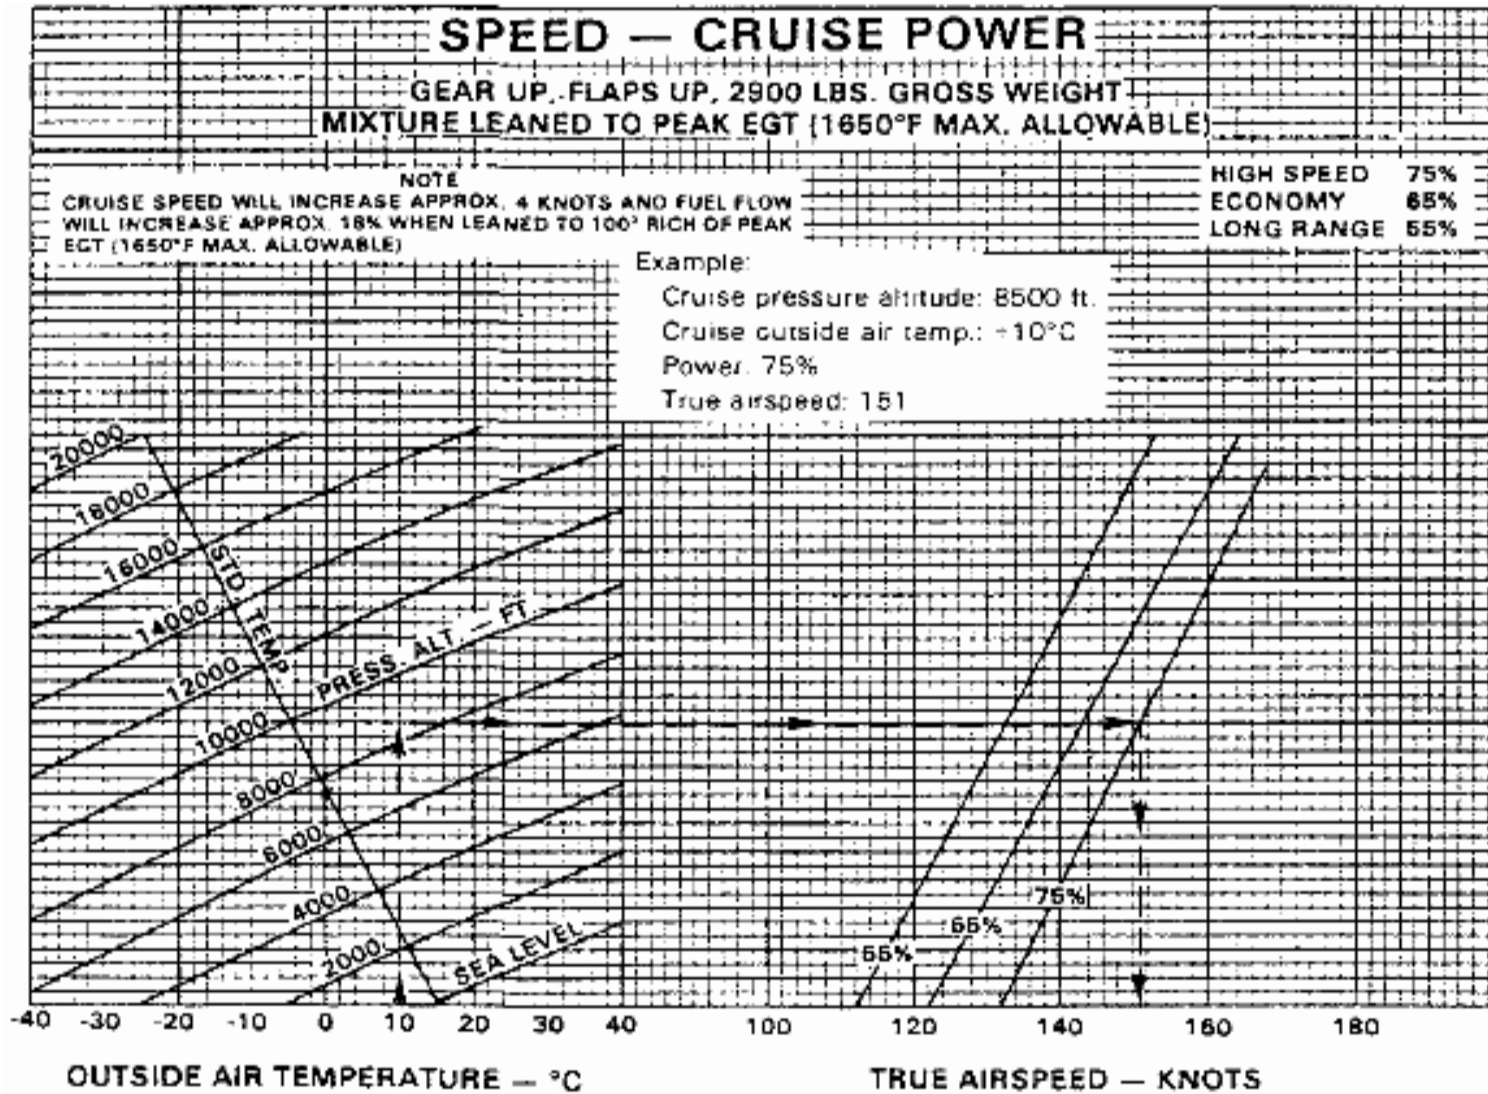 SPEED — CRUISE POWER
GEAR UP, FLAPS UP, 2900 LBS. GROSS WEIGHT
MIXTURE LEANED TO PEAK EGT (1650°F MAX. ALLOWABLE)
NOTE
CRUISE SPEED WILL INCREASE APPROX. 4 KNOTS AND FUEL FLOW
WILL INCREASE APPROX. 18% WHEN LEANED TO 100° RICH OF PEAK
EGT (1650°F MAX. ALLOWABLE)
HIGH SPEED 75%
ECONOMY 65%
LONG RANGE 55%
Example:
Cruise pressure altitude: 8500 ft.
Cruise outside air temp.: +10°C
Power: 75%
True airspeed: 151
20000
18000
16000
14000
12000
10000
8000
6000
4000
2000
SEA LEVEL
STD. TEMP.
PRESS. ALT. — FT.
55%
65%
75%
-40 -30 -20 -10 0 10 20 30 40 100 120 140 160 180
OUTSIDE AIR TEMPERATURE — °C
TRUE AIRSPEED — KNOTS